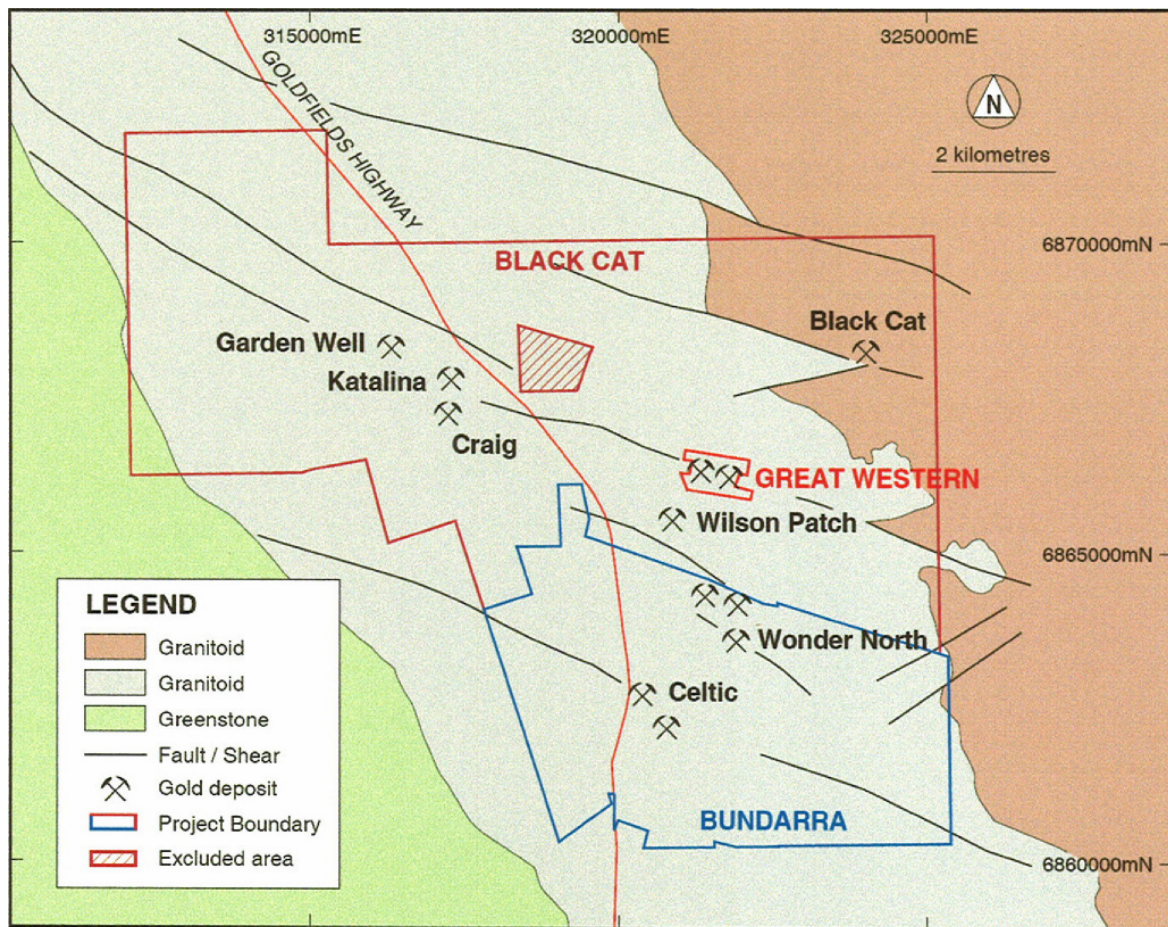 315000mE
320000mE
325000mE
GOLDFIELDS HIGHWAY
N
2 kilometres
6870000mN
BLACK CAT
Black Cat
Garden Well
Katalina
Craig
GREAT WESTERN
Wilson Patch
6865000mN
Wonder North
Celtic
BUNDARRA
6860000mN
LEGEND
Granitoid
Granitoid
Greenstone
Fault / Shear
Gold deposit
Project Boundary
Excluded area